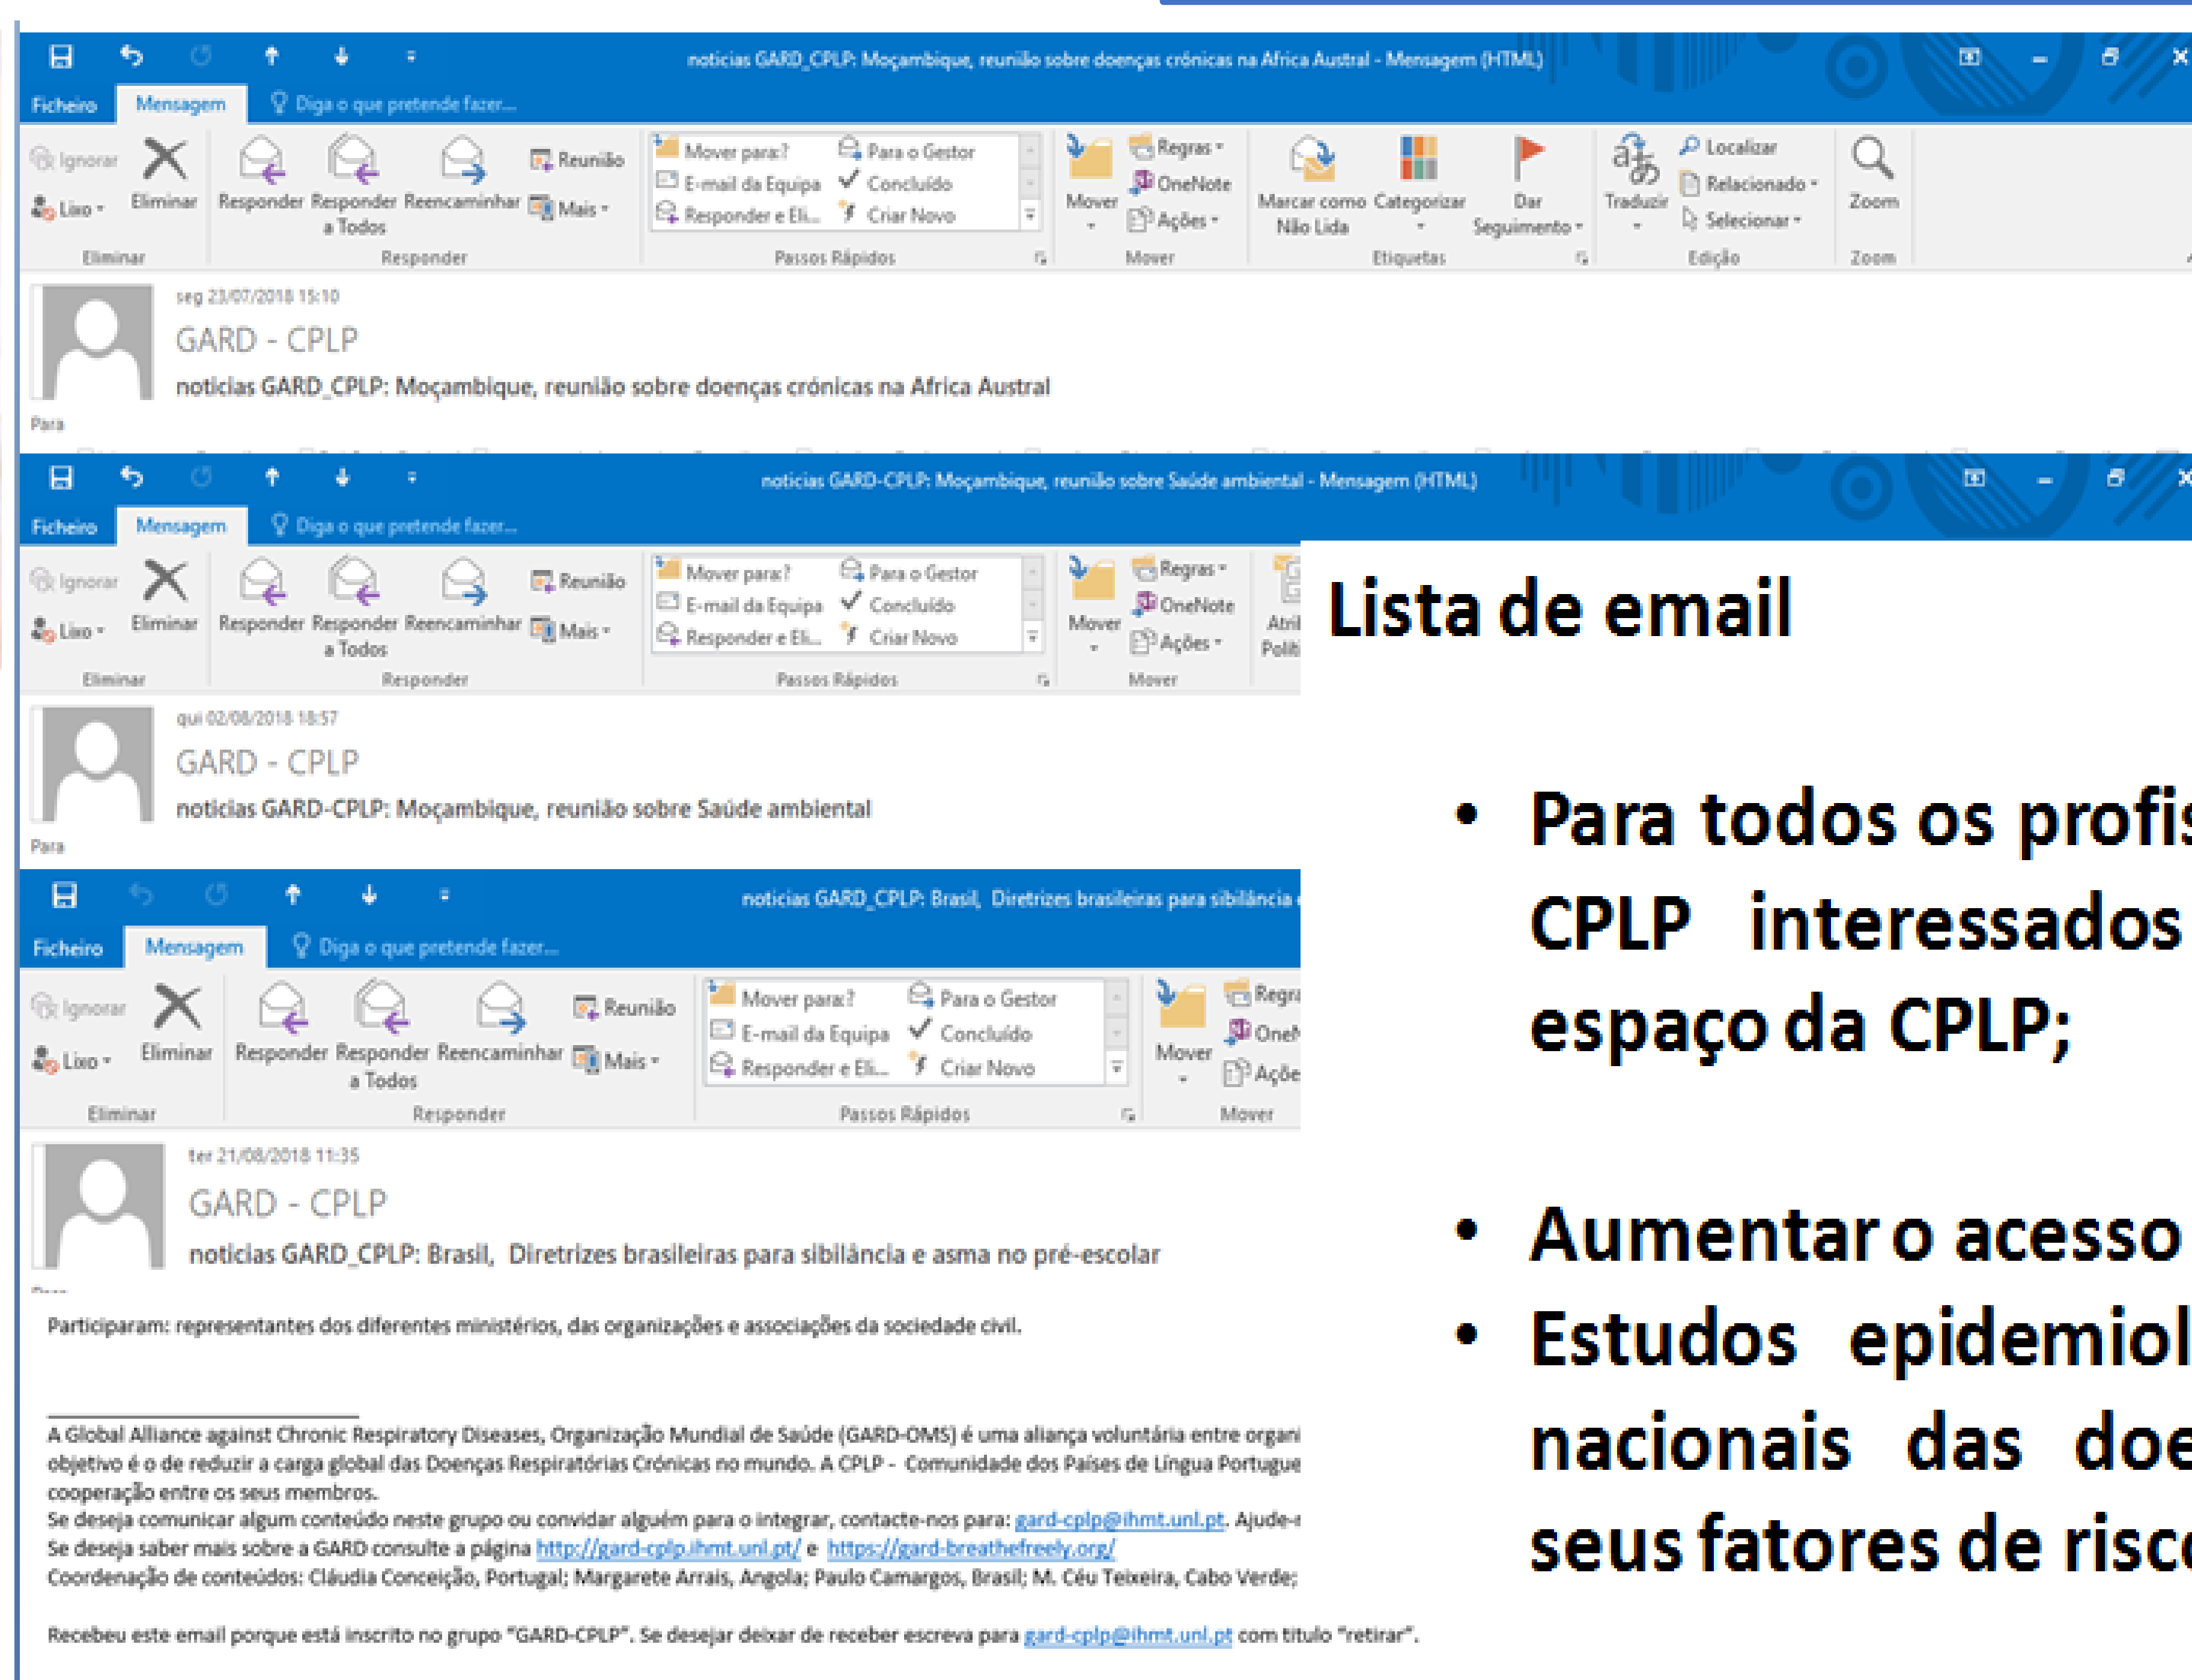 noticias GARD_CPLP: Moçambique, reunião sobre doenças crónicas na Africa Austral - Mensagem (HTML)
Ficheiro Mensagem Diga o que pretende fazer...
Ignorar Lixo Eliminar Responder Responder a Todos Reencaminhar Reunião Mais
Mover para:? Para o Gestor
E-mail da Equipa Concluído
Responder e Eli... Criar Novo
Mover Regras OneNote Ações
Marcar como Não Lida Categorizar Dar Seguimento
Traduzir Localizar Relacionado Selecionar Zoom
Eliminar Responder Passos Rápidos Mover Etiquetas Edição Zoom
seg 23/07/2018 15:10
GARD - CPLP
noticias GARD_CPLP: Moçambique, reunião sobre doenças crónicas na Africa Austral
Para
noticias GARD-CPLP: Moçambique, reunião sobre Saúde ambiental - Mensagem (HTML)
Ficheiro Mensagem Diga o que pretende fazer...
Ignorar Lixo Eliminar Responder Responder a Todos Reencaminhar Reunião Mais
Mover para:? Para o Gestor
E-mail da Equipa Concluído
Responder e Eli... Criar Novo
Mover Regras OneNote Ações
Eliminar Responder Passos Rápidos Mover
qui 02/08/2018 18:57
GARD - CPLP
noticias GARD-CPLP: Moçambique, reunião sobre Saúde ambiental
Para
noticias GARD_CPLP: Brasil, Diretrizes brasileiras para sibilância
Ficheiro Mensagem Diga o que pretende fazer...
Ignorar Lixo Eliminar Responder Responder a Todos Reencaminhar Reunião Mais
Mover para:? Para o Gestor
E-mail da Equipa Concluído
Responder e Eli... Criar Novo
Mover
Eliminar Responder Passos Rápidos Mover
ter 21/08/2018 11:35
GARD - CPLP
noticias GARD_CPLP: Brasil, Diretrizes brasileiras para sibilância e asma no pré-escolar
Participaram: representantes dos diferentes ministérios, das organizações e associações da sociedade civil.
A Global Alliance against Chronic Respiratory Diseases, Organização Mundial de Saúde (GARD-OMS) é uma aliança voluntária entre organi
objetivo é o de reduzir a carga global das Doenças Respiratórias Crónicas no mundo. A CPLP - Comunidade dos Países de Língua Portugue
cooperação entre os seus membros.
Se deseja comunicar algum conteúdo neste grupo ou convidar alguém para o integrar, contacte-nos para: gard-cplp@ihmt.unl.pt. Ajude-
Se deseja saber mais sobre a GARD consulte a página http://gard-cplp.ihmt.unl.pt/ e https://gard-breathefreely.org/
Coordenação de conteúdos: Cláudia Conceição, Portugal; Margarete Arrais, Angola; Paulo Camargos, Brasil; M. Céu Teixeira, Cabo Verde;
Recebeu este email porque está inscrito no grupo "GARD-CPLP". Se desejar deixar de receber escreva para gard-cplp@ihmt.unl.pt com titulo "retirar".
Lista de email
• Para todos os profis
CPLP interessados
espaço da CPLP;
• Aumentar o acesso
• Estudos epidemiol
nacionais das doe
seus fatores de risco